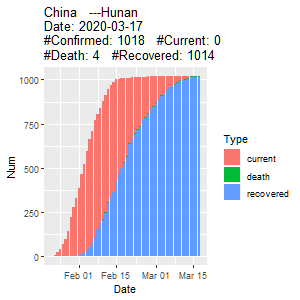 China   ---Hunan
Date: 2020-03-17
#Confirmed: 1018   #Current: 0
#Death: 4   #Recovered: 1014
1000
750
500
250
0
Num
Feb 01
Feb 15
Mar 01
Mar 15
Date
Type
current
death
recovered